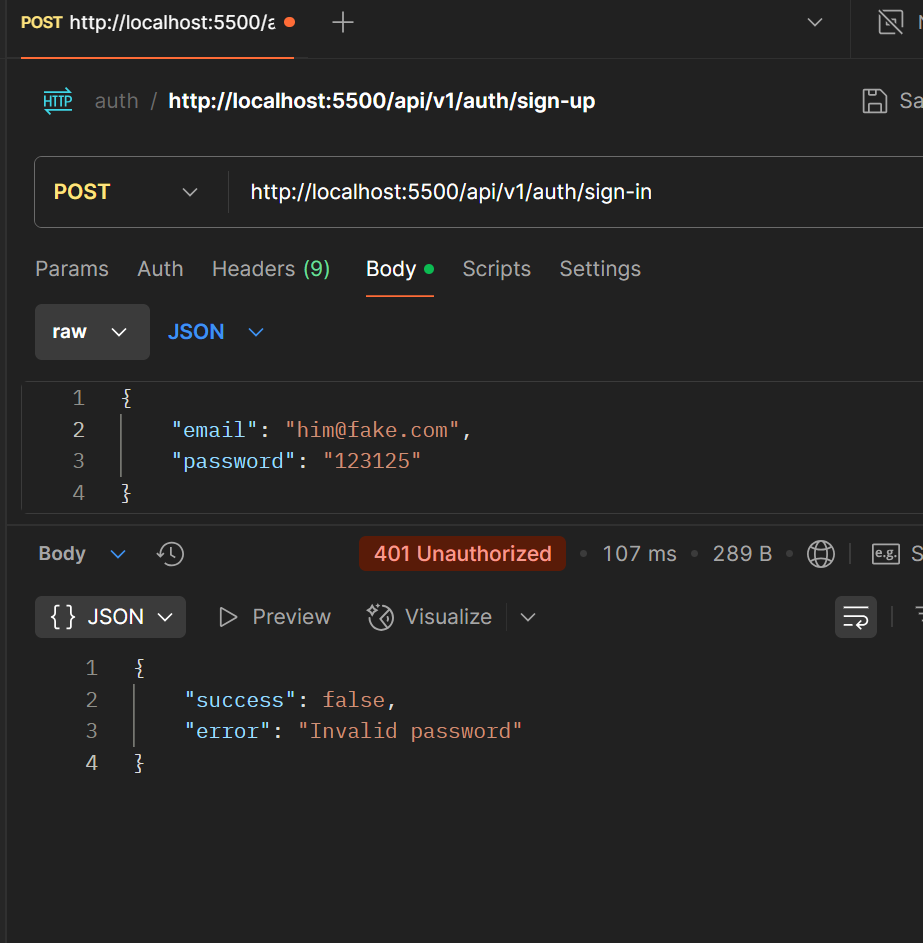 POST http://localhost:5500/a
HTTP auth / http://localhost:5500/api/v1/auth/sign-up
POST http://localhost:5500/api/v1/auth/sign-in
Params Auth Headers (9) Body Scripts Settings
raw JSON
1 {
2 "email": "him@fake.com",
3 "password": "123125"
4 }
Body 401 Unauthorized • 107 ms • 289 B • e.g.
{} JSON Preview Visualize
1 {
2 "success": false,
3 "error": "Invalid password"
4 }